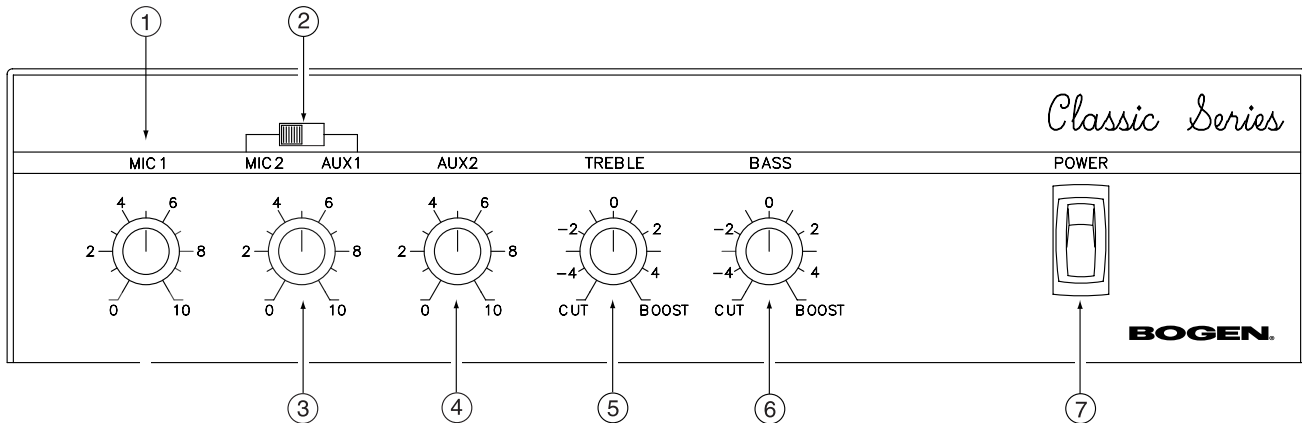 1 2
Classic Series
MIC 1 MIC 2 AUX1 AUX2 TREBLE BASS POWER
4 6 4 6 4 6 0 0
-2 2 -2 2
2 8 2 8 2 8
-4 4 -4 4
0 10 0 10 0 10 CUT BOOST CUT BOOST
BOGEN®
3 4 5 6 7